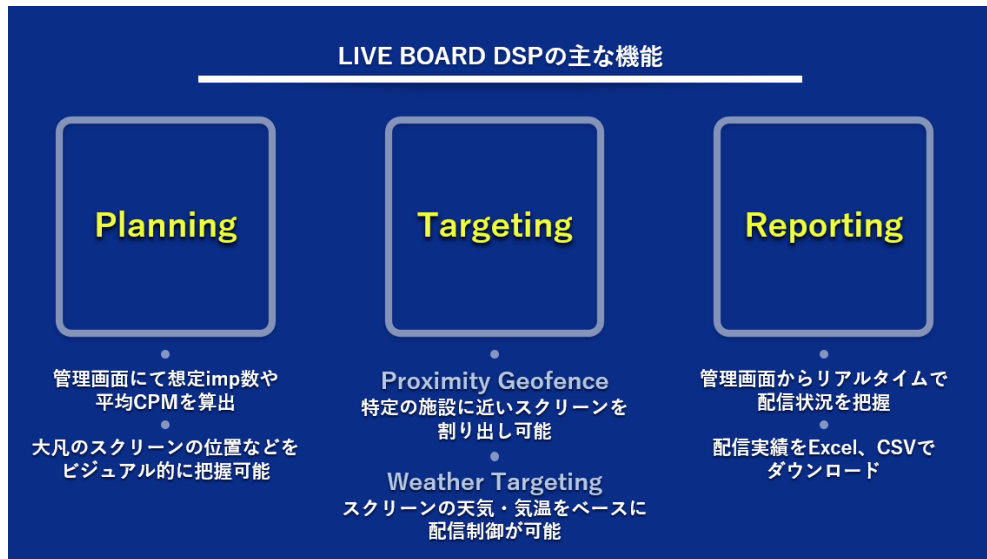 LIVE BOARD DSPの主な機能
Planning
管理画面にて想定imp数や
平均CPMを算出
大凡のスクリーンの位置などを
ビジュアル的に把握可能
Targeting
Proximity Geofence
特定の施設に近いスクリーンを
割り出し可能
Weather Targeting
スクリーンの天気・気温をベースに
配信制御が可能
Reporting
管理画面からリアルタイムで
配信状況を把握
配信実績をExcel、CSVで
ダウンロード